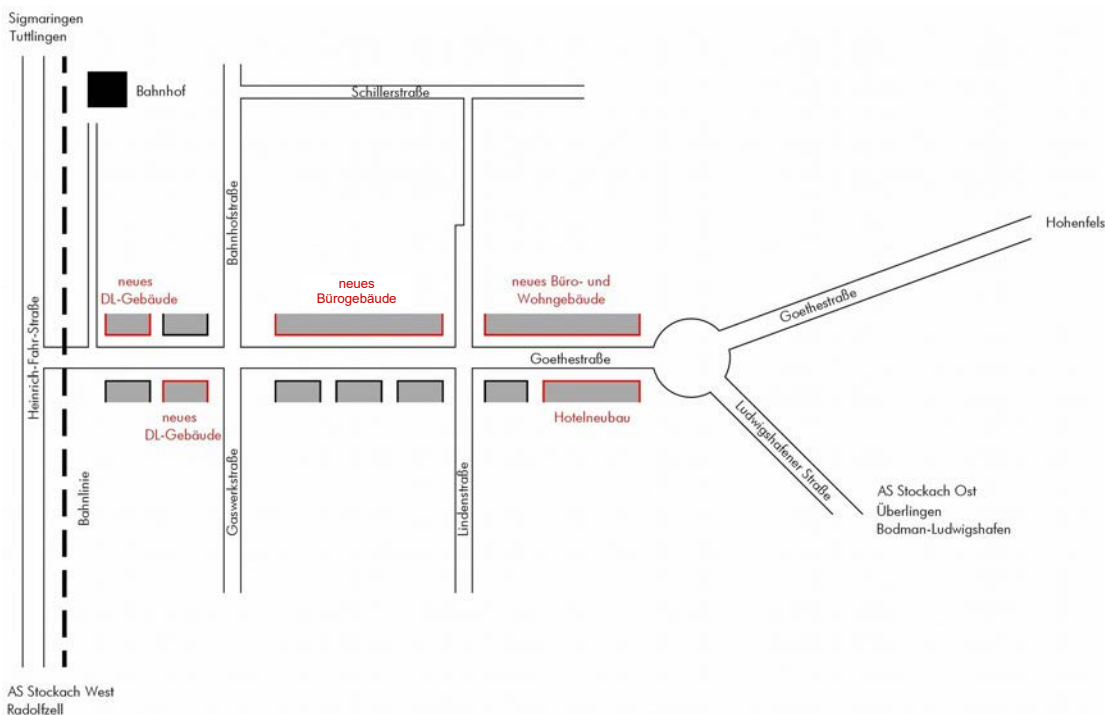 Sigmaringen
Tuttlingen
Bahnhof
Schillerstraße
Bahnhofstraße
Hohenfels
neues
DL-Gebäude
neues
Bürogebäude
neues Büro- und
Wohngebäude
Goethestraße
Heinrich-Fahr-Straße
Goethestraße
neues
DL-Gebäude
Hotelneubau
Ludwigshafener Straße
Bahnlinie
Gaswerkstraße
Lindenstraße
AS Stockach Ost
Überlingen
Bodman-Ludwigshafen
AS Stockach West
Radolfzell